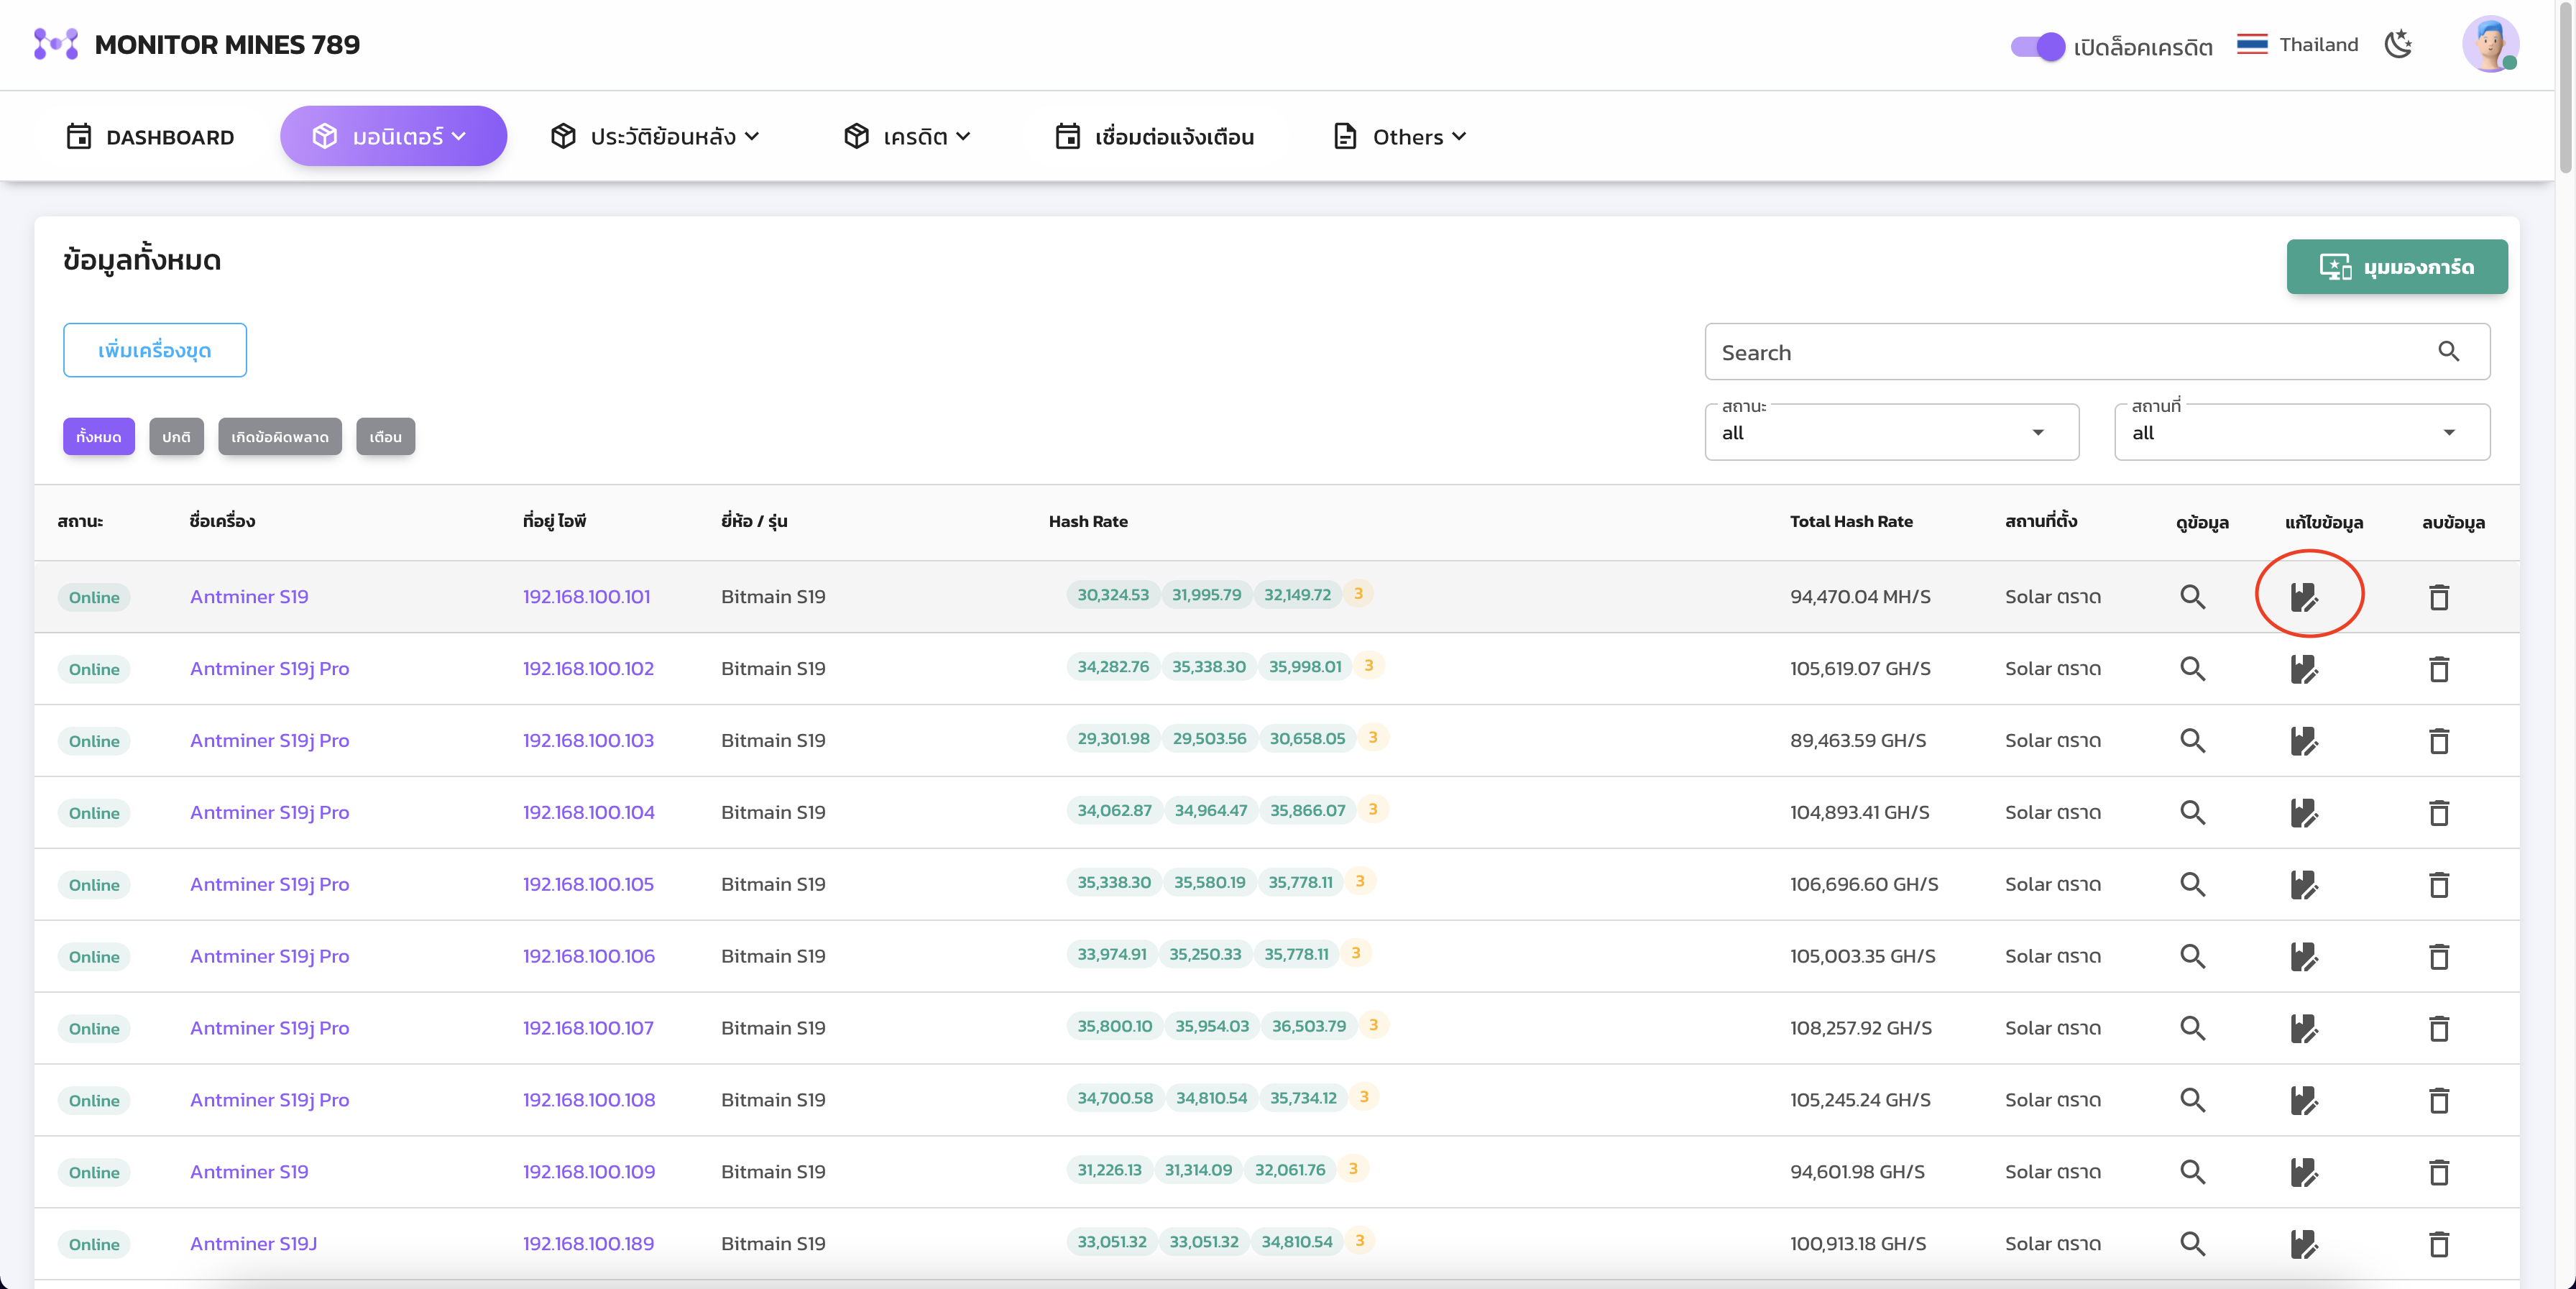 MONITOR MINES 789
เปิดล็อคเครดิต Thailand
DASHBOARD มอนิเตอร์ ประวัติย้อนหลัง เครดิต เชื่อมต่อแจ้งเตือน Others
ข้อมูลทั้งหมด
มุมมองการ์ด
เพิ่มเครื่องขุด
Search
สถานะ สถานที่
all all
ทั้งหมด ปกติ เกิดข้อผิดพลาด เตือน
สถานะ ชื่อเครื่อง ที่อยู่ ไอพี ยี่ห้อ / รุ่น Hash Rate Total Hash Rate สถานที่ตั้ง ดูข้อมูล แก้ไขข้อมูล ลบข้อมูล
Online Antminer S19 192.168.100.101 Bitmain S19 30,324.53 31,995.79 32,149.72 3 94,470.04 MH/S Solar ตราด
Online Antminer S19j Pro 192.168.100.102 Bitmain S19 34,282.76 35,338.30 35,998.01 3 105,619.07 GH/S Solar ตราด
Online Antminer S19j Pro 192.168.100.103 Bitmain S19 29,301.98 29,503.56 30,658.05 3 89,463.59 GH/S Solar ตราด
Online Antminer S19j Pro 192.168.100.104 Bitmain S19 34,062.87 34,964.47 35,866.07 3 104,893.41 GH/S Solar ตราด
Online Antminer S19j Pro 192.168.100.105 Bitmain S19 35,338.30 35,580.19 35,778.11 3 106,696.60 GH/S Solar ตราด
Online Antminer S19j Pro 192.168.100.106 Bitmain S19 33,974.91 35,250.33 35,778.11 3 105,003.35 GH/S Solar ตราด
Online Antminer S19j Pro 192.168.100.107 Bitmain S19 35,800.10 35,954.03 36,503.79 3 108,257.92 GH/S Solar ตราด
Online Antminer S19j Pro 192.168.100.108 Bitmain S19 34,700.58 34,810.54 35,734.12 3 105,245.24 GH/S Solar ตราด
Online Antminer S19 192.168.100.109 Bitmain S19 31,226.13 31,314.09 32,061.76 3 94,601.98 GH/S Solar ตราด
Online Antminer S19J 192.168.100.189 Bitmain S19 33,051.32 33,051.32 34,810.54 3 100,913.18 GH/S Solar ตราด